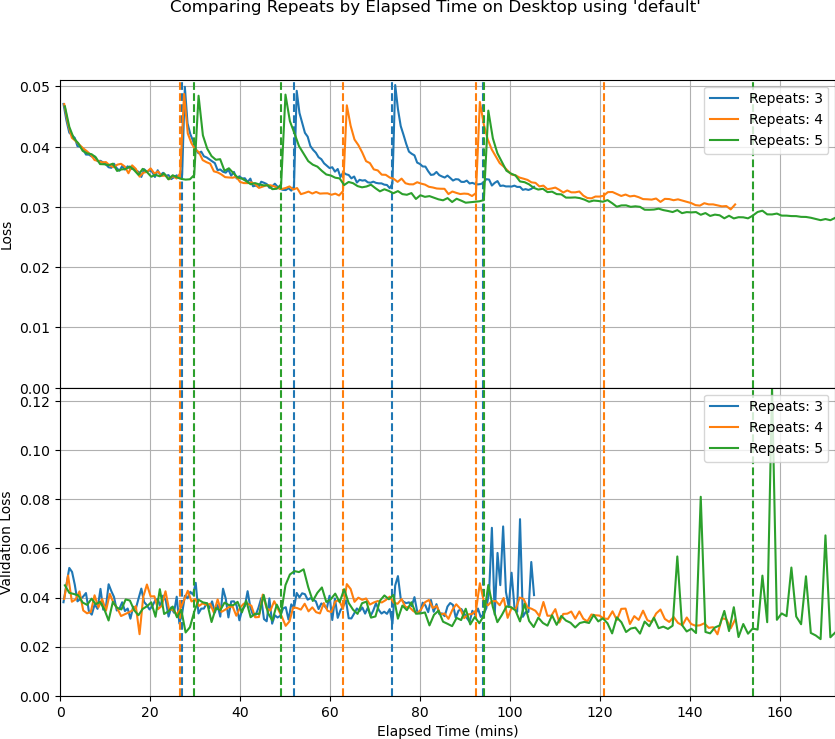 Comparing Repeats by Elapsed Time on Desktop using 'default'
0.05
0.04
0.03
0.02
0.01
0.00
Loss
Repeats: 3
Repeats: 4
Repeats: 5
0.12
0.10
0.08
0.06
0.04
0.02
0.00
Validation Loss
Repeats: 3
Repeats: 4
Repeats: 5
0 20 40 60 80 100 120 140 160
Elapsed Time (mins)